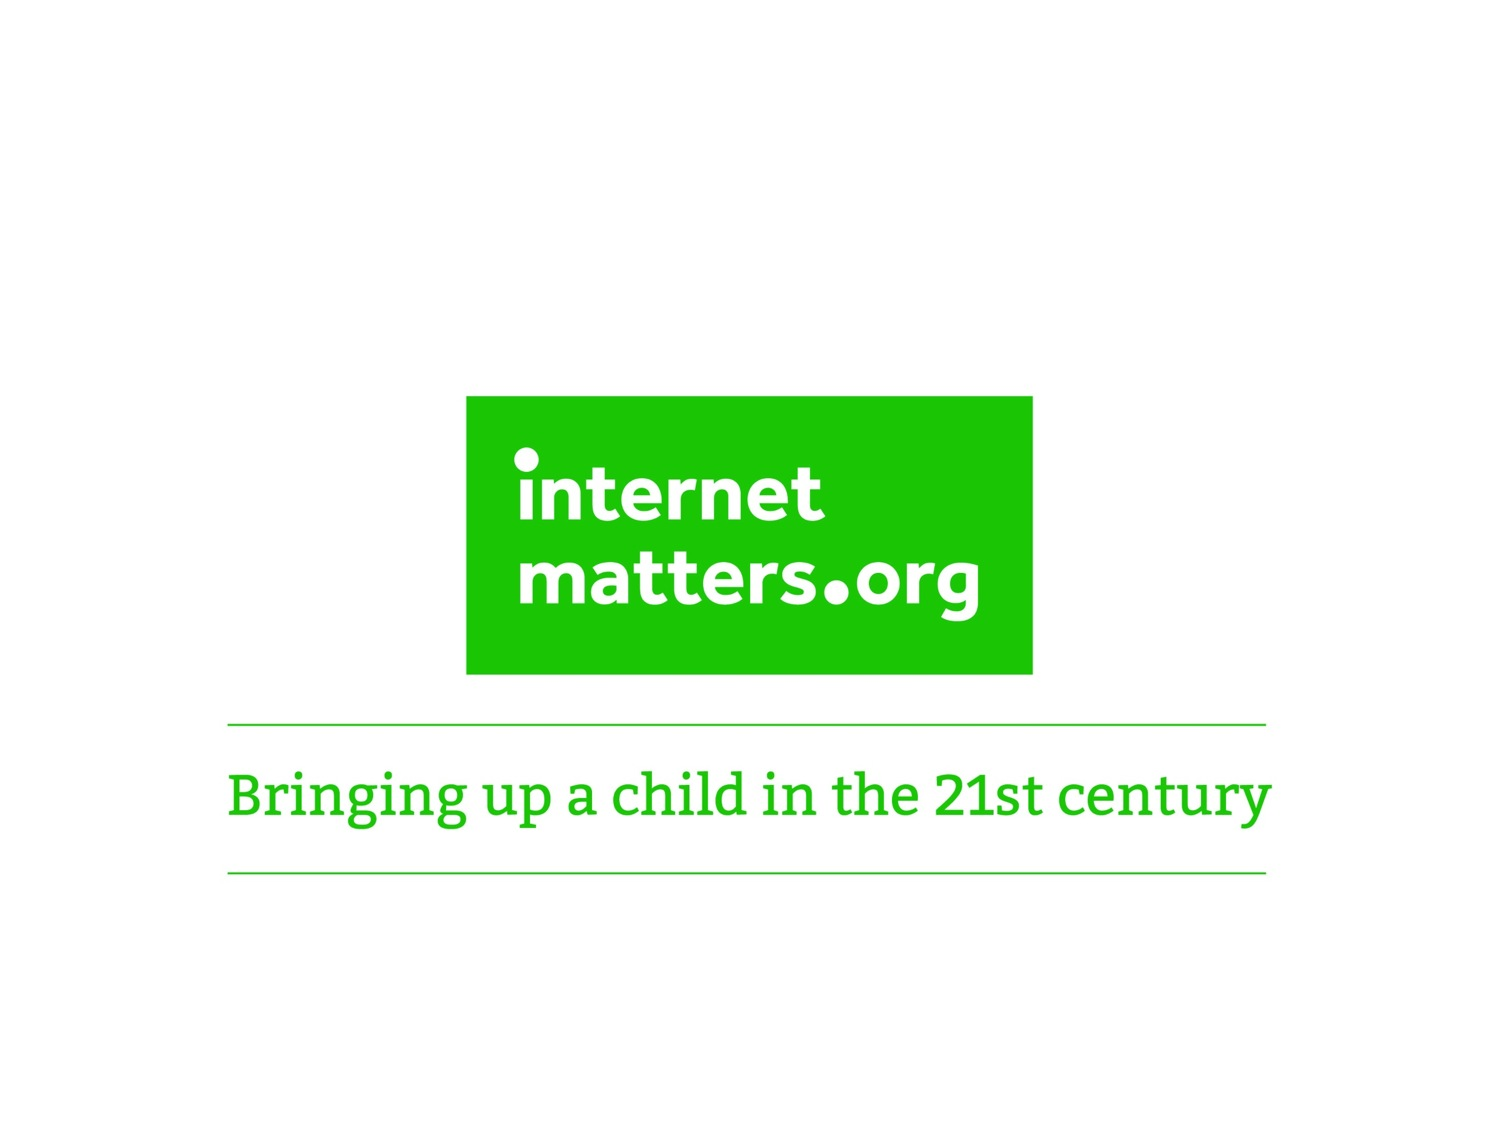 internet
matters.org
Bringing up a child in the 21st century